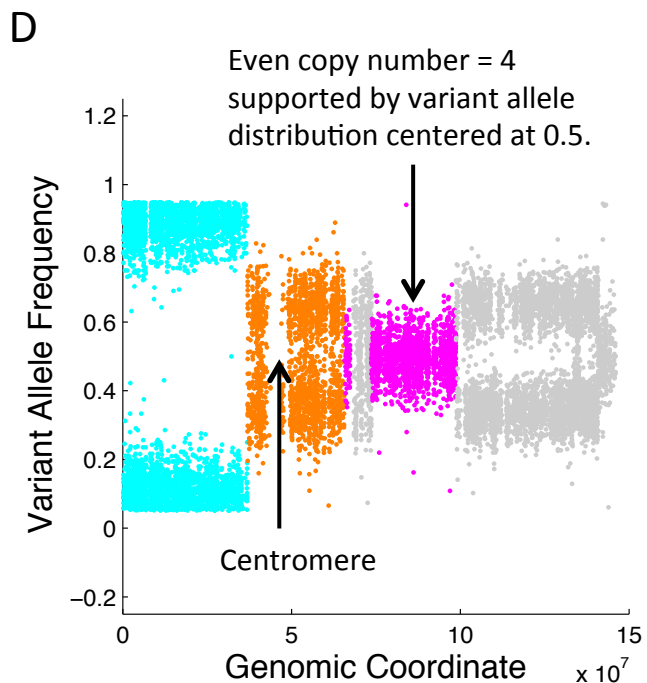 D
Even copy number = 4
supported by variant allele
distribution centered at 0.5.
1.2
1
0.8
0.6
0.4
0.2
0
−0.2
Variant Allele Frequency
Centromere
0
5
10
15
Genomic Coordinate
x 10^7